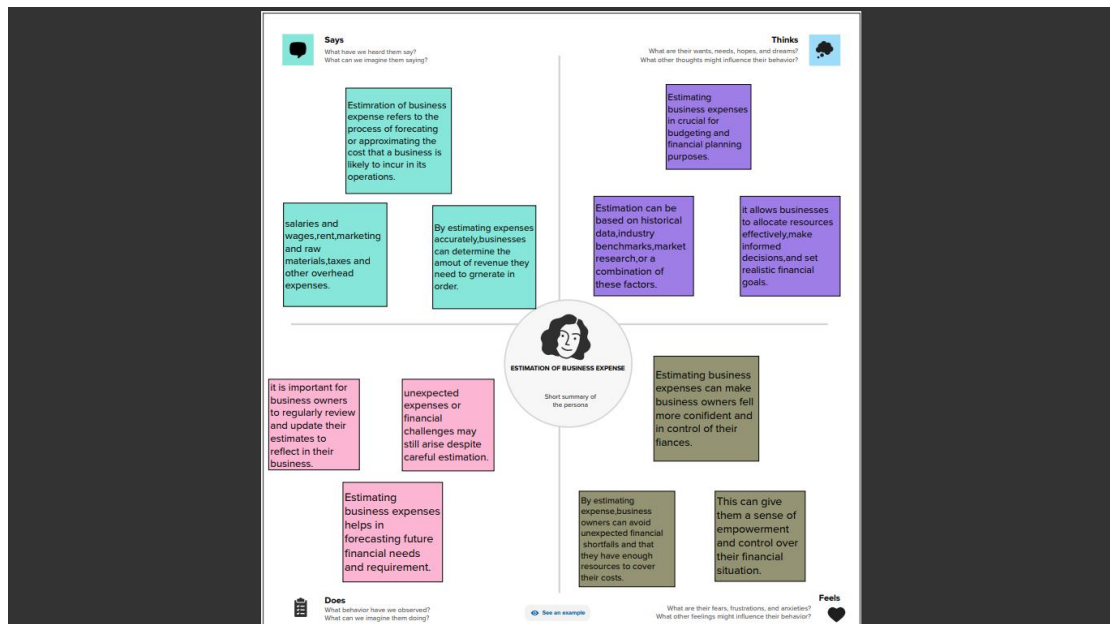 Says
What have we heard them say?
What can we imagine them saying?
Thinks
What are their wants, needs, hopes, and dreams?
What other thoughts might influence their behavior?
Estimration of business
expense refers to the
process of forecating
or approximating the
cost that a business is
likely to incur in its
operations.
salaries and
wages,rent,marketing
and raw
materials,taxes and
other overhead
expenses.
By estimating expenses
accurately,businesses
can determine the
amout of revenue they
need to grnerate in
order.
Estimating
business expenses
in crucial for
budgeting and
financial planning
purposes.
Estimation can be
based on historical
data,industry
benchmarks,market
research,or a
combination of
these factors.
it allows businesses
to allocate resources
effectively,make
informed
decisions,and set
realistic financial
goals.
ESTIMATION OF BUSINESS EXPENSE
Short summary of
the persona
it is important for
business owners
to regularly review
and update their
estimates to
reflect in their
business.
unexpected
expenses or
financial
challenges may
still arise despite
careful estimation.
Estimating
business expenses
helps in
forecasting future
financial needs
and requirement.
Estimating business
expenses can make
business owners fell
more conifident and
in control of their
fiances.
By estimating
expense,business
owners can avoid
unexpected financial
shortfalls and that
they have enough
resources to cover
their costs.
This can give
them a sense of
empowerment
and control over
their financial
situation.
Does
What behavior have we observed?
What can we imagine them doing?
See an example
Feels
What are their fears, frustrations, and anxieties?
What other feelings might influence their behavior?